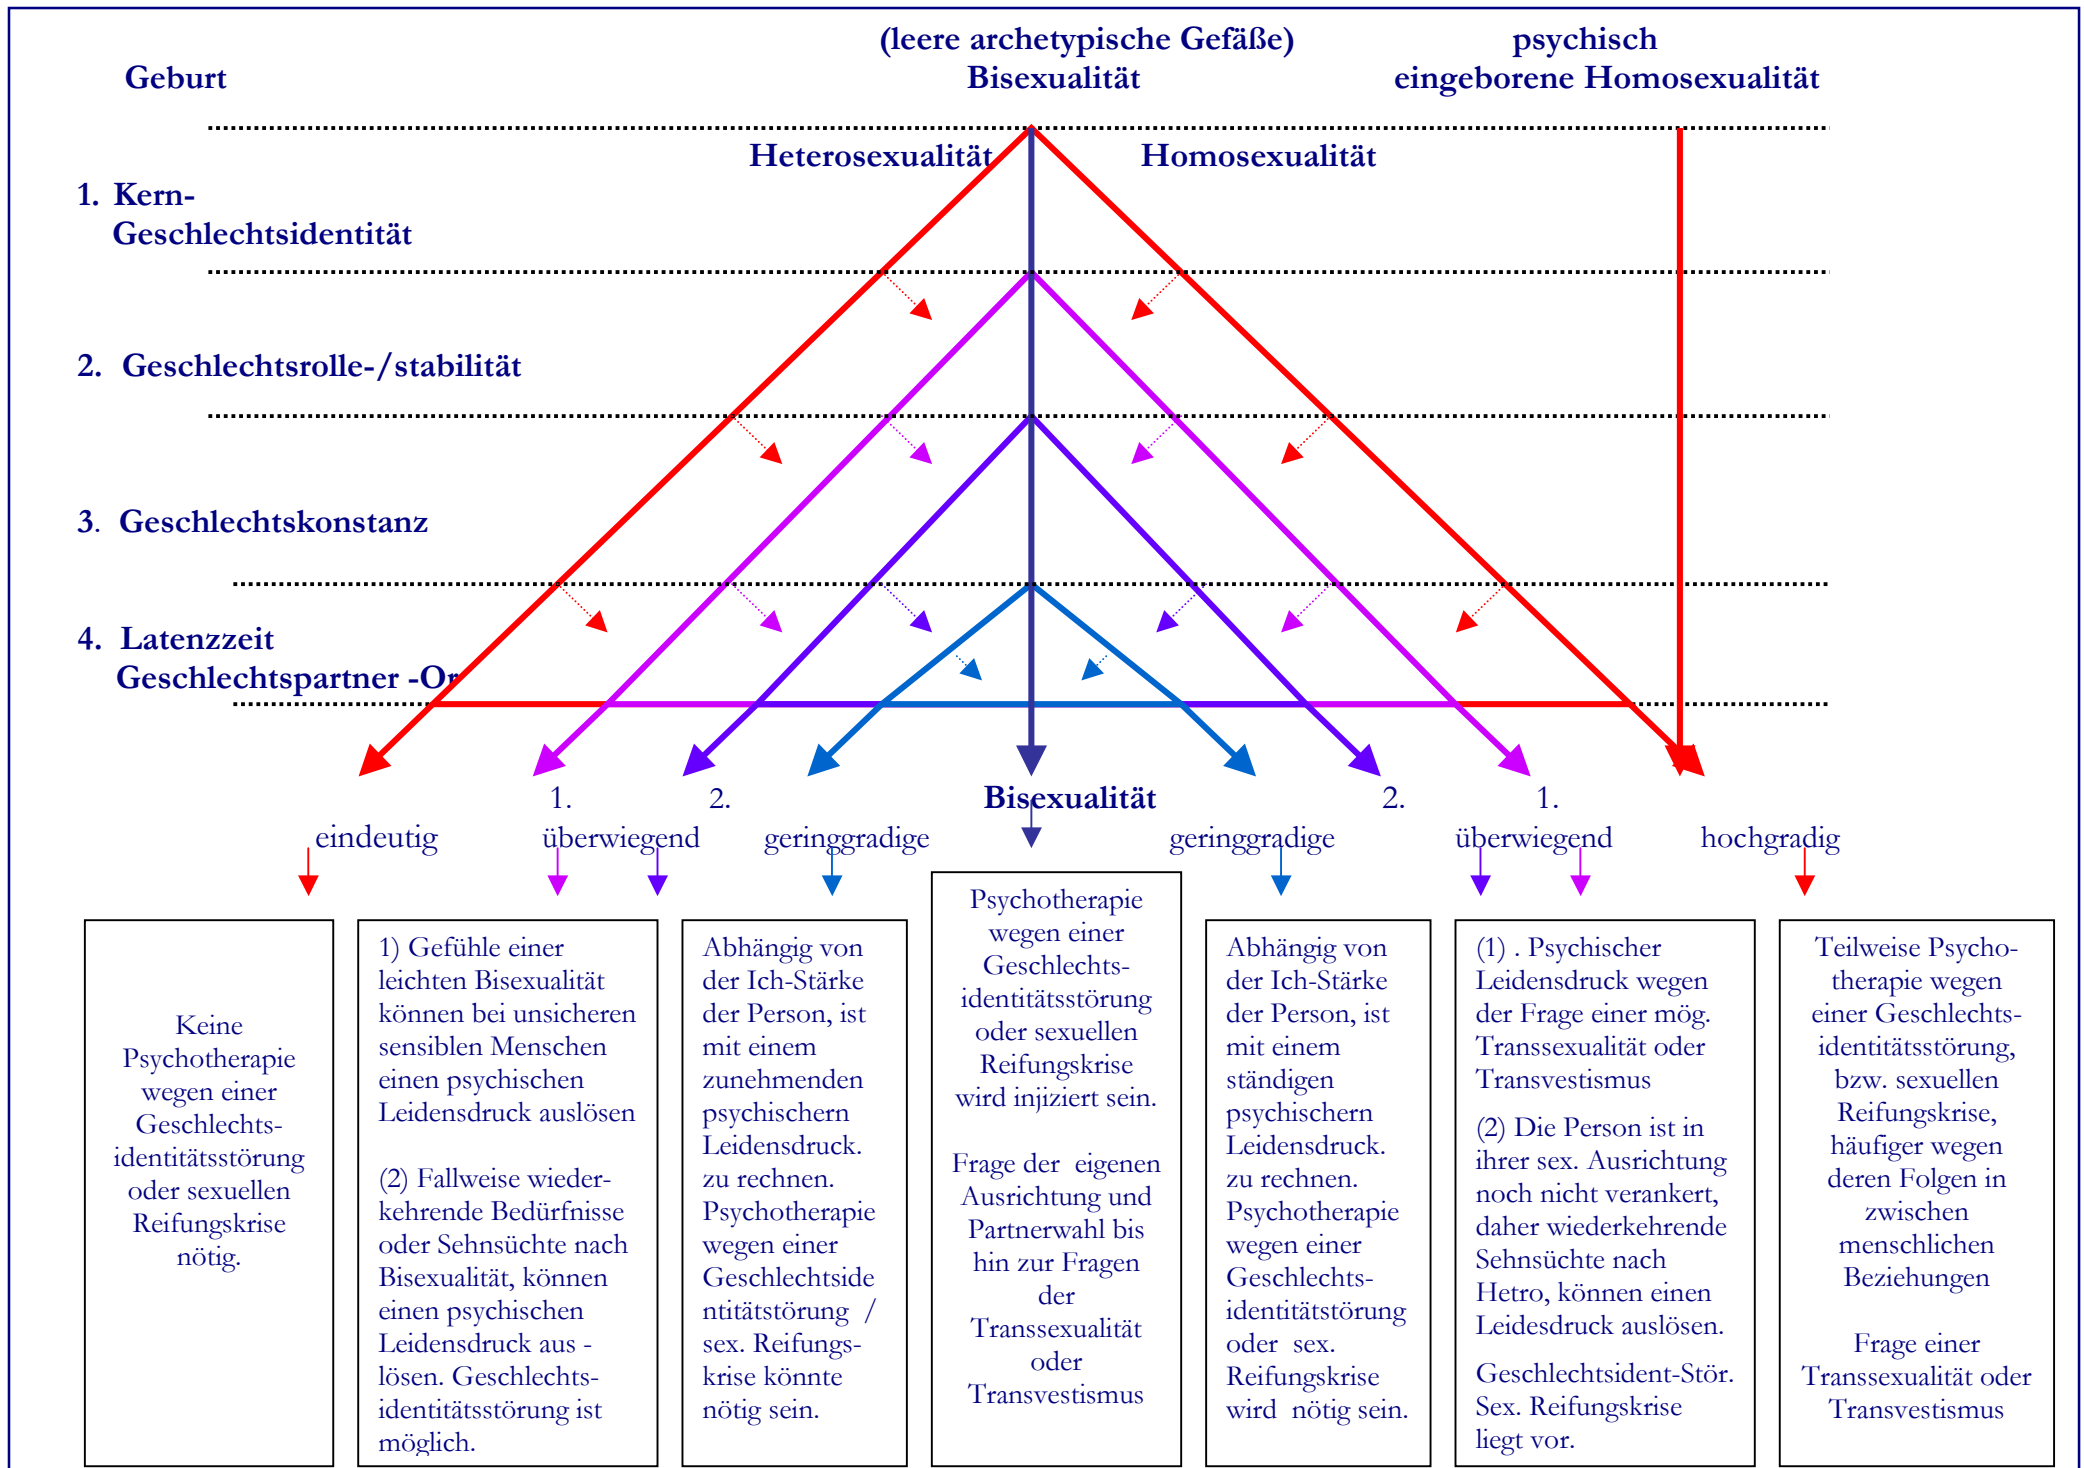 (leere archetypische Gefäße)
psychisch
Geburt
Bisexualität
eingeborene Homosexualität
Heterosexualität
Homosexualität
1. Kern-
Geschlechtsidentität
2. Geschlechtsrolle-/stabilität
3. Geschlechtskonstanz
4. Latenzzeit
Geschlechtspartner -Or
1.
2.
Bisexualität
2.
1.
eindeutig
überwiegend
geringgradige
geringgradige
überwiegend
hochgradig
Keine
Psychotherapie
wegen einer
Geschlechts-
identitätsstörung
oder sexuellen
Reifungskrise
nötig.
1) Gefühle einer
leichten Bisexualität
können bei unsicheren
sensiblen Menschen
einen psychischen
Leidensdruck auslösen
(2) Fallweise wieder-
kehrende Bedürfnisse
oder Sehnsüchte nach
Bisexualität, können
einen psychischen
Leidensdruck aus -
lösen. Geschlechts-
identitätsstörung ist
möglich.
Abhängig von
der Ich-Stärke
der Person, ist
mit einem
zunehmenden
psychischern
Leidensdruck.
zu rechnen.
Psychotherapie
wegen einer
Geschlechtside
ntitätstörung /
sex. Reifungs-
krise könnte
nötig sein.
Psychotherapie
wegen einer
Geschlechts-
identitätsstörung
oder sexuellen
Reifungskrise
wird injiziert sein.
Frage der eigenen
Ausrichtung und
Partnerwahl bis
hin zur Fragen
der
Transsexualität
oder
Transvestismus
Abhängig von
der Ich-Stärke
der Person, ist
mit einem
ständigen
psychischern
Leidensdruck.
zu rechnen.
Psychotherapie
wegen einer
Geschlechts-
identitätstörung
oder sex.
Reifungskrise
wird nötig sein.
(1) . Psychischer
Leidensdruck wegen
der Frage einer mög.
Transsexualität oder
Transvestismus
(2) Die Person ist in
ihrer sex. Ausrichtung
noch nicht verankert,
daher wiederkehrende
Sehnsüchte nach
Hetro, können einen
Leidesdruck auslösen.
Geschlechtsident-Stör.
Sex. Reifungskrise
liegt vor.
Teilweise Psycho-
therapie wegen
einer Geschlechts-
identitätsstörung,
bzw. sexuellen
Reifungskrise,
häufiger wegen
deren Folgen in
zwischen
menschlichen
Beziehungen
Frage einer
Transsexualität oder
Transvestismus